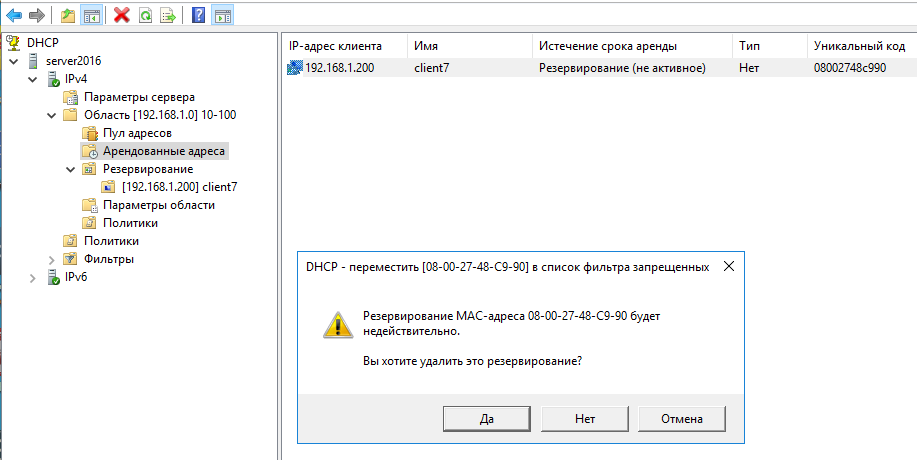 DHCP
server2016
IPv4
Параметры сервера
Область [192.168.1.0] 10-100
Пул адресов
Арендованные адреса
Резервирование
[192.168.1.200] client7
Параметры области
Политики
Политики
Фильтры
IPv6
IP-адрес клиента Имя Истечение срока аренды Тип Уникальный код
192.168.1.200 client7 Резервирование (не активное) Нет 08002748c990
DHCP - переместить [08-00-27-48-C9-90] в список фильтра запрещенных
Резервирование MAC-адреса 08-00-27-48-C9-90 будет
недействительно.
Вы хотите удалить это резервирование?
Да Нет Отмена